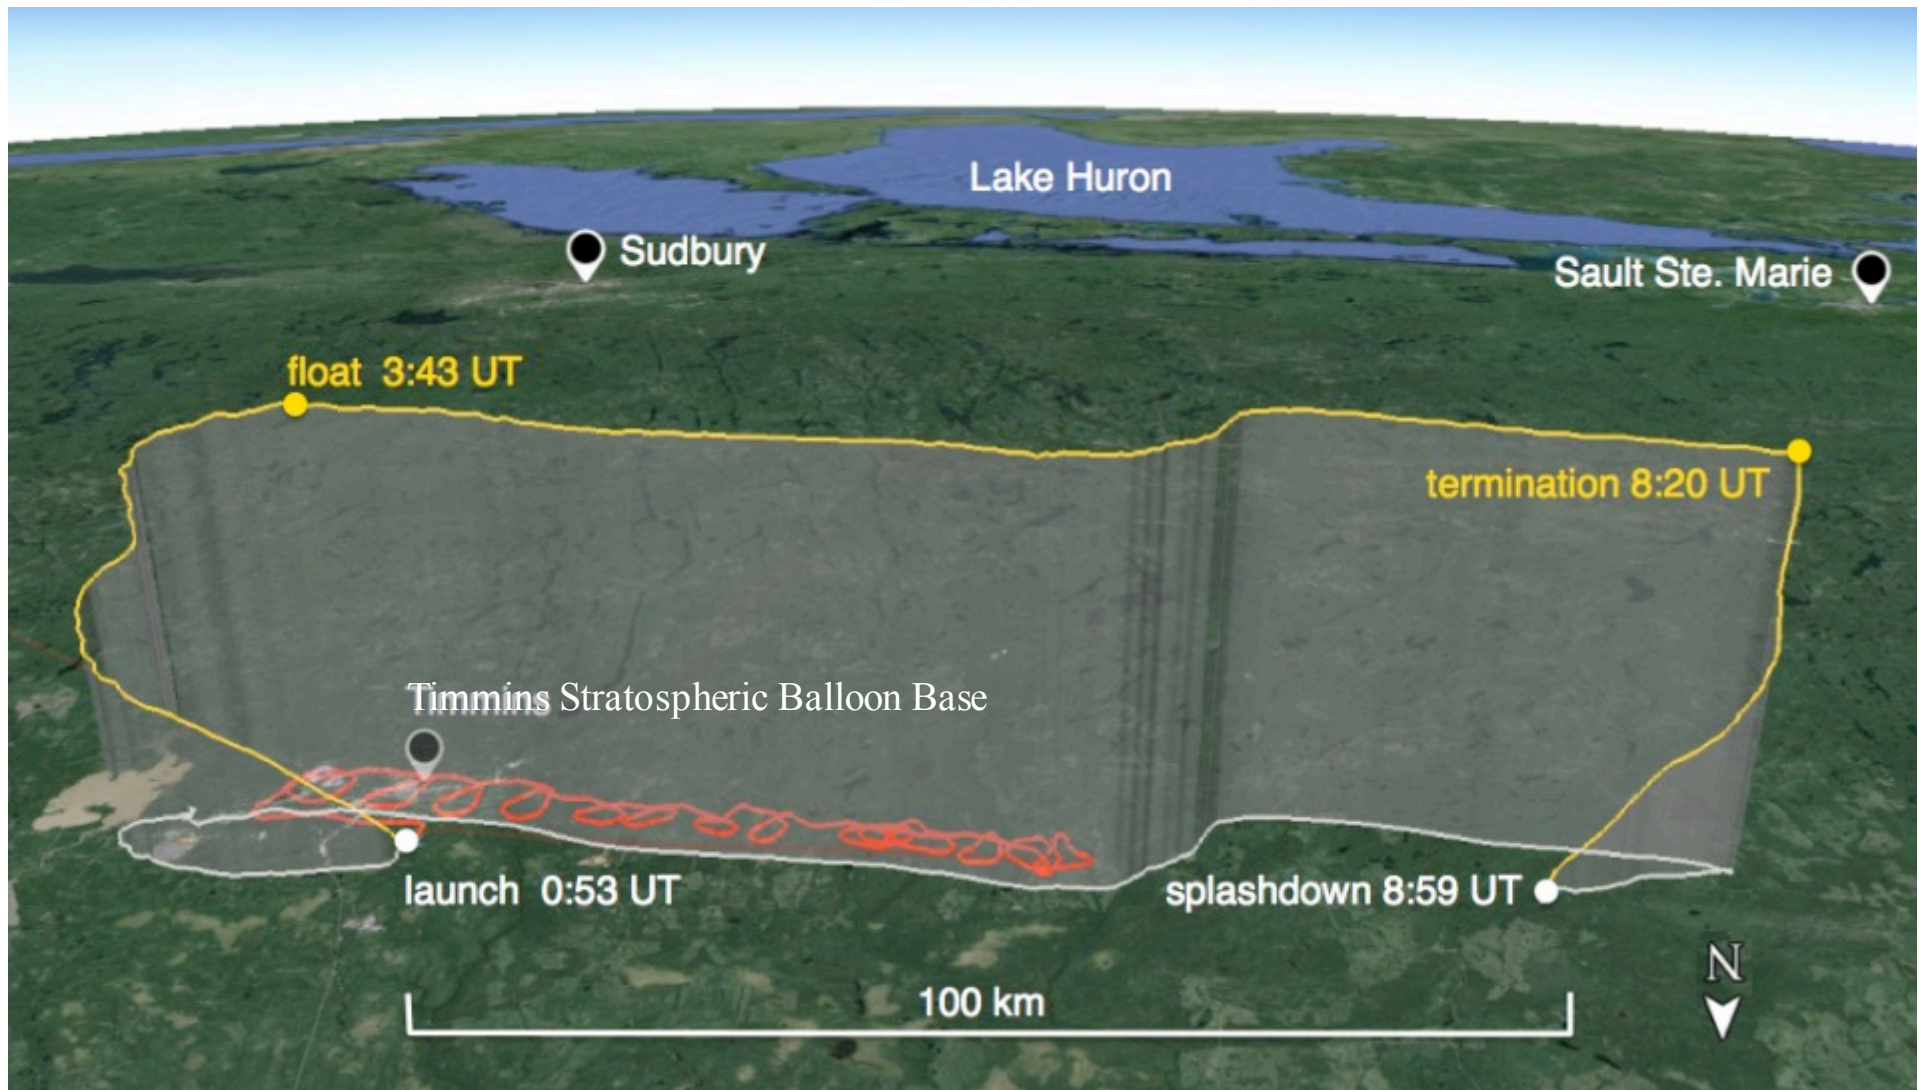 Lake Huron
Sudbury
Sault Ste. Marie
float 3:43 UT
termination 8:20 UT
Timmins Stratospheric Balloon Base
launch 0:53 UT
splashdown 8:59 UT
N
100 km